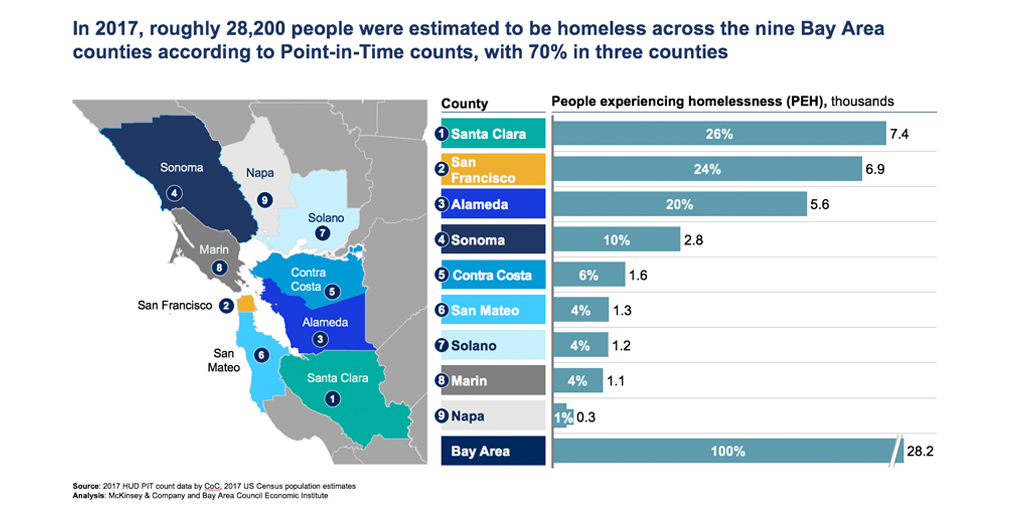 In 2017, roughly 28,200 people were estimated to be homeless across the nine Bay Area
counties according to Point-in-Time counts, with 70% in three counties
Sonoma
4
Napa
9
Solano
7
Marin
8
Contra
Costa 5
San Francisco 2
Alameda
3
San
Mateo
6
Santa Clara
1
County
People experiencing homelessness (PEH), thousands
1 Santa Clara 26% 7.4
2 San
Francisco 24% 6.9
3 Alameda 20% 5.6
4 Sonoma 10% 2.8
5 Contra Costa 6% 1.6
6 San Mateo 4% 1.3
7 Solano 4% 1.2
8 Marin 4% 1.1
9 Napa 1% 0.3
Bay Area 100% 28.2
Source: 2017 HUD PIT count data by CoC, 2017 US Census population estimates
Analysis: McKinsey & Company and Bay Area Council Economic Institute